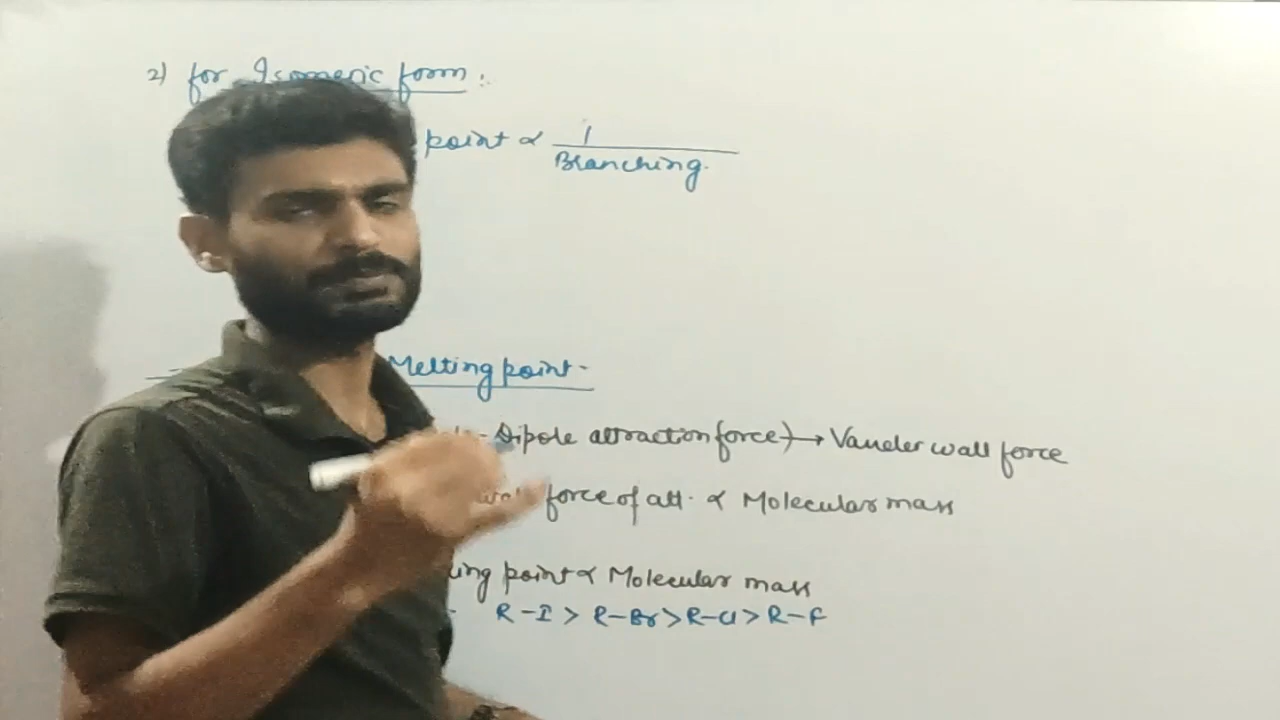 2) for Isomeric form :
point ∝ 1
Branching.
Melting point -
- Dipole attraction force) → Vander wall force
force of att. ∝ Molecular mass
ing point ∝ Molecular mass
R-I > R-Br > R-Cl > R-F